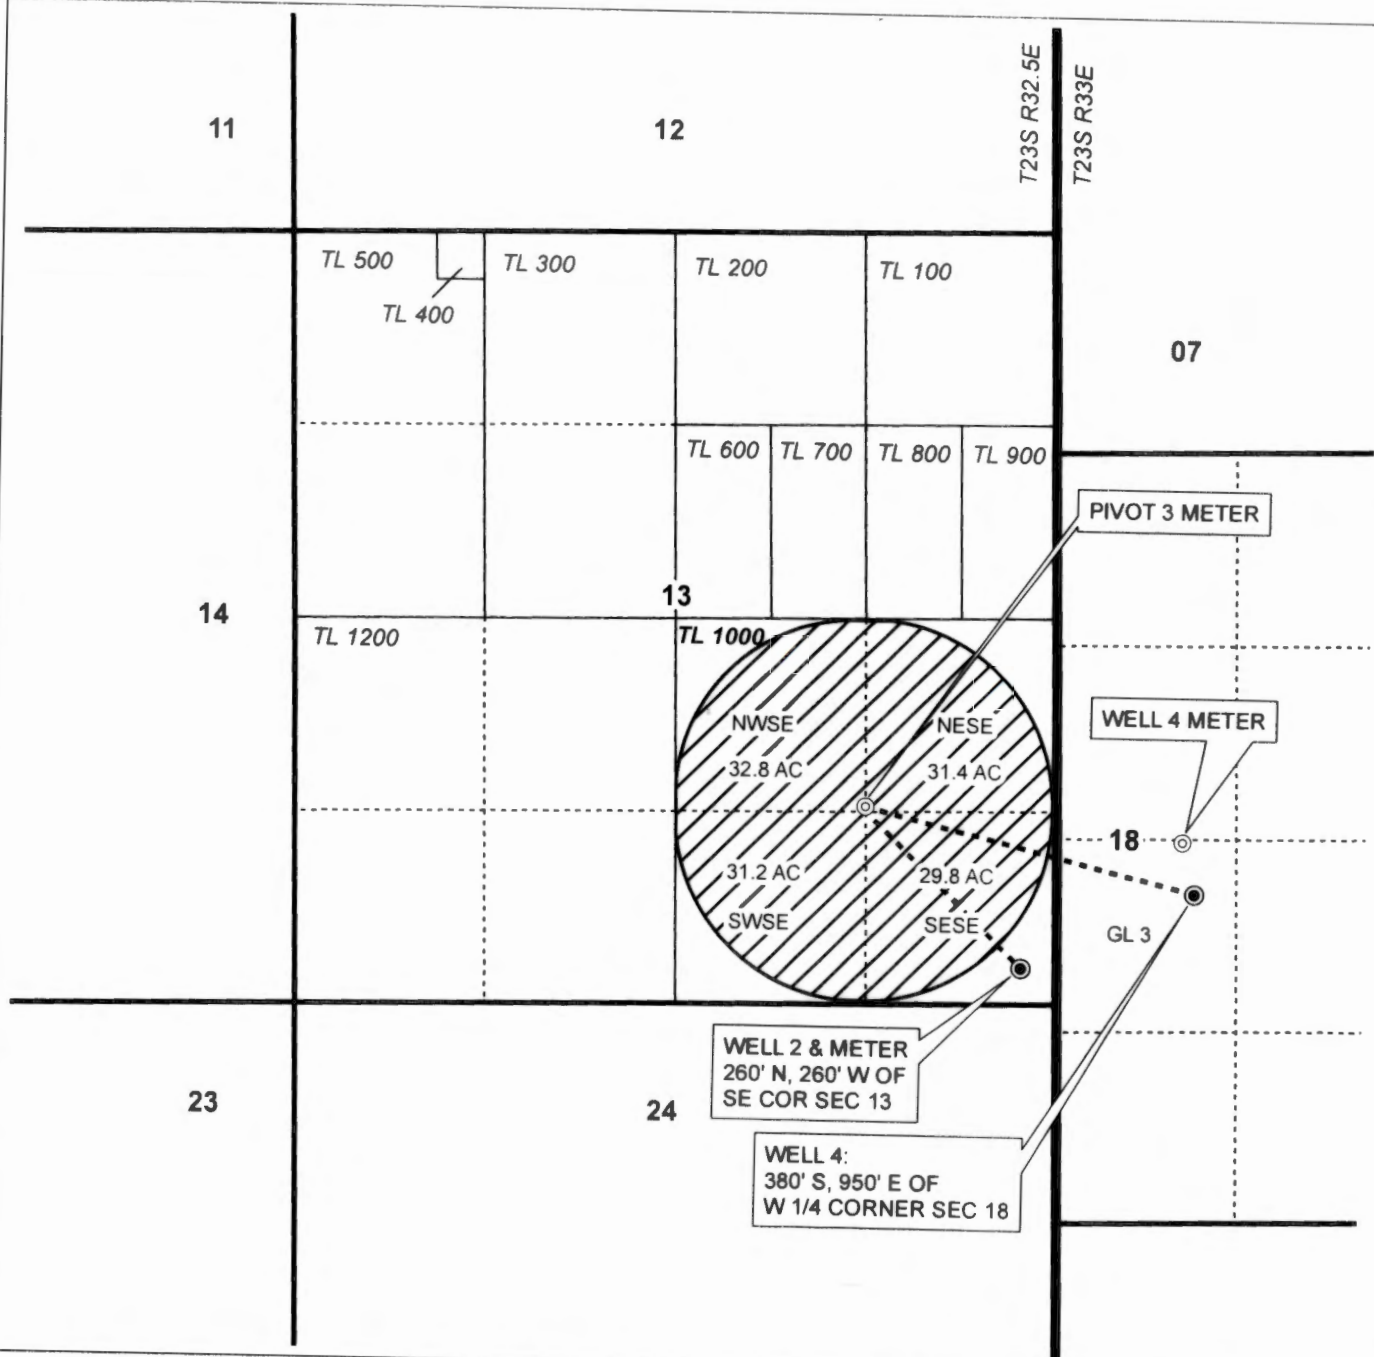 T23S R32.5E
T23S R33E
11
12
TL 500
TL 300
TL 200
TL 100
TL 400
07
TL 600
TL 700
TL 800
TL 900
PIVOT 3 METER
13
14
TL 1200
TL 1000
NWSE
NESE
WELL 4 METER
32.8 AC
31.4 AC
18
31.2 AC
29.8 AC
SWSE
SESE
GL 3
WELL 2 & METER
260' N, 260' W OF
SE COR SEC 13
23
24
WELL 4:
380' S, 950' E OF
W 1/4 CORNER SEC 18